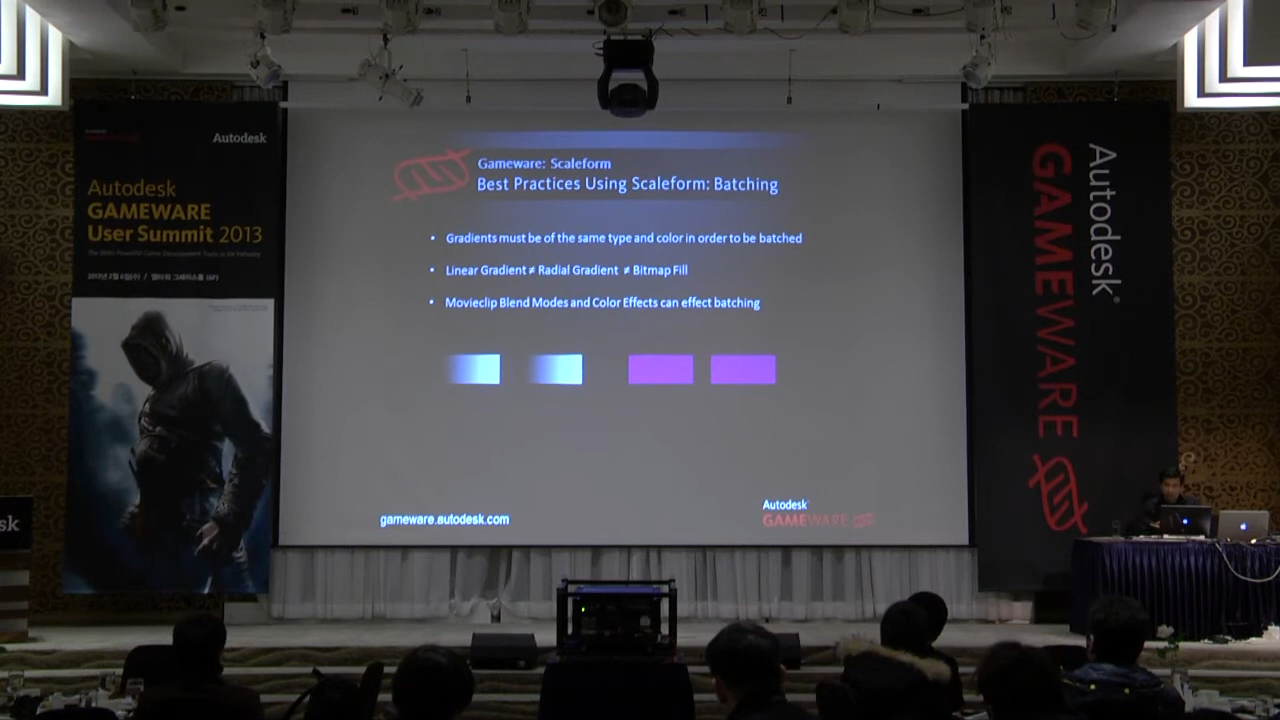 Autodesk
Autodesk
GAMEWARE
User Summit 2013
Gameware: Scaleform
Best Practices Using Scaleform: Batching
• Gradients must be of the same type and color in order to be batched
• Linear Gradient ≠ Radial Gradient ≠ Bitmap Fill
• Movieclip Blend Modes and Color Effects can effect batching
gameware.autodesk.com
Autodesk
GAMEWARE
Autodesk®
GAMEWARE
sk